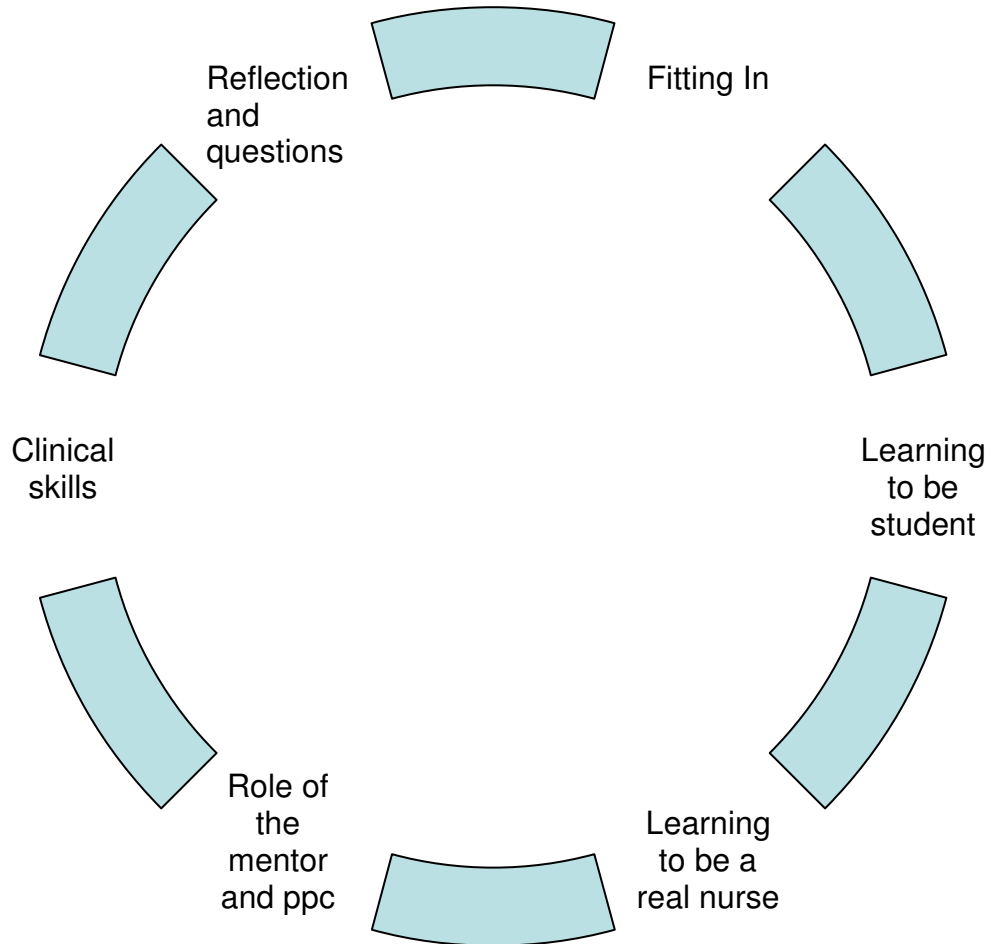 Reflection
and
questions
Fitting In
Clinical
skills
Learning
to be
student
Role of
the
mentor
and ppc
Learning
to be a
real nurse